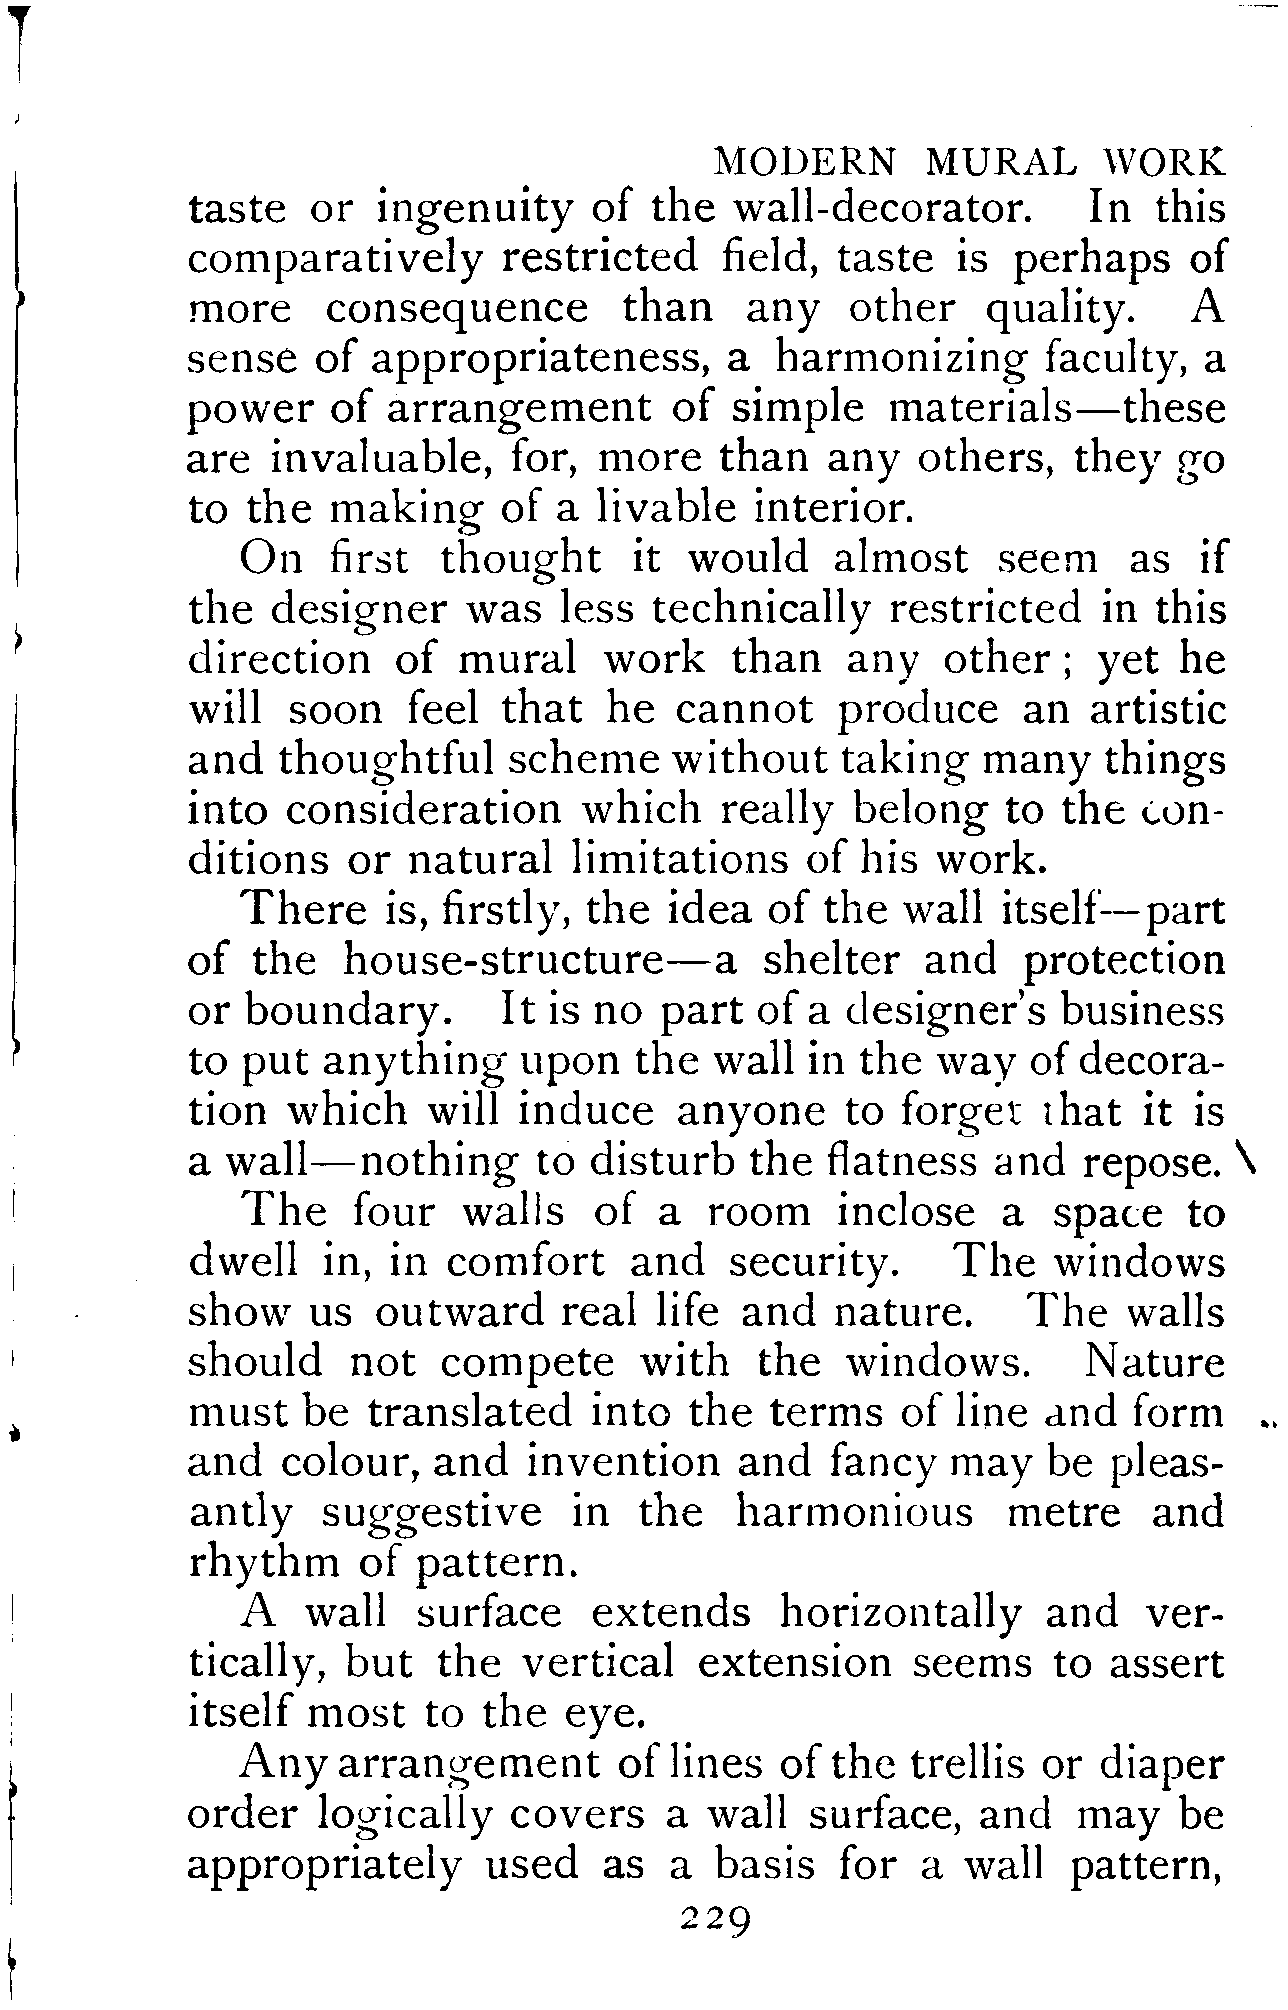 MODERN MURAL WORK
taste or ingenuity of the wall-decorator. In this
comparatively restricted field, taste is perhaps of
more consequence than any other quality. A
sense of appropriateness, a harmonizing faculty, a
power of arrangement of simple materials—these
are invaluable, for, more than any others, they go
to the making of a livable interior.
On first thought it would almost seem as if
the designer was less technically restricted in this
direction of mural work than any other; yet he
will soon feel that he cannot produce an artistic
and thoughtful scheme without taking many things
into consideration which really belong to the con-
ditions or natural limitations of his work.
There is, firstly, the idea of the wall itself—part
of the house-structure—a shelter and protection
or boundary. It is no part of a designer's business
to put anything upon the wall in the way of decora-
tion which will induce anyone to forget that it is
a wall—nothing to disturb the flatness and repose.
The four walls of a room inclose a space to
dwell in, in comfort and security. The windows
show us outward real life and nature. The walls
should not compete with the windows. Nature
must be translated into the terms of line and form
and colour, and invention and fancy may be pleas-
antly suggestive in the harmonious metre and
rhythm of pattern.
A wall surface extends horizontally and ver-
tically, but the vertical extension seems to assert
itself most to the eye.
Any arrangement of lines of the trellis or diaper
order logically covers a wall surface, and may be
appropriately used as a basis for a wall pattern,
229